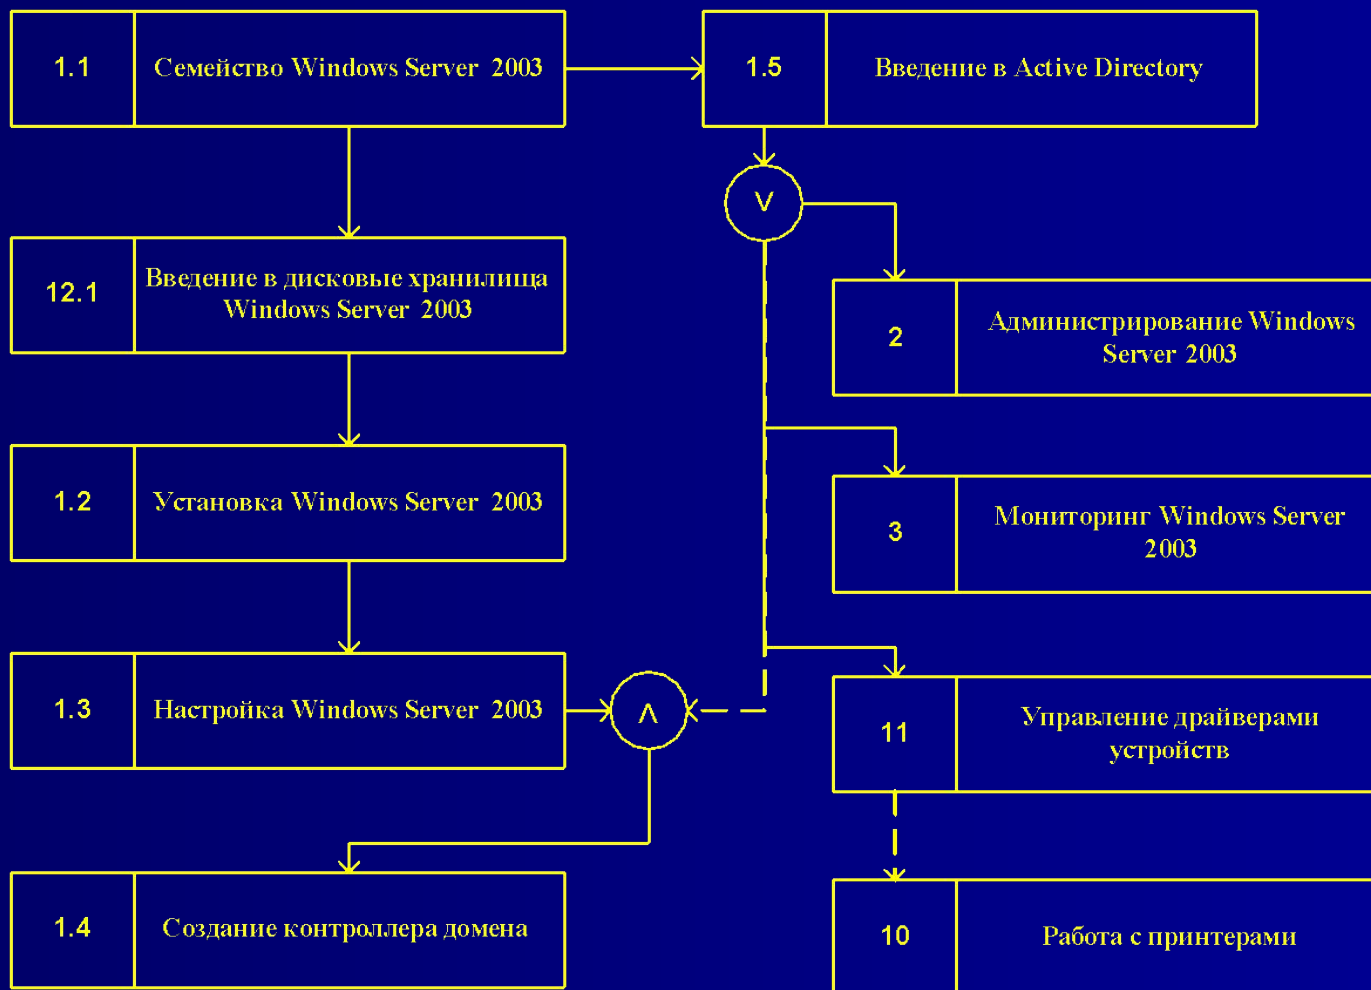 1.1
Семейство Windows Server 2003
1.5
Введение в Active Directory
V
12.1
Введение в дисковые хранилища
Windows Server 2003
2
Администрирование Windows
Server 2003
1.2
Установка Windows Server 2003
3
Мониторинг Windows Server
2003
1.3
Настройка Windows Server 2003
Λ
11
Управление драйверами
устройств
1.4
Создание контроллера домена
10
Работа с принтерами